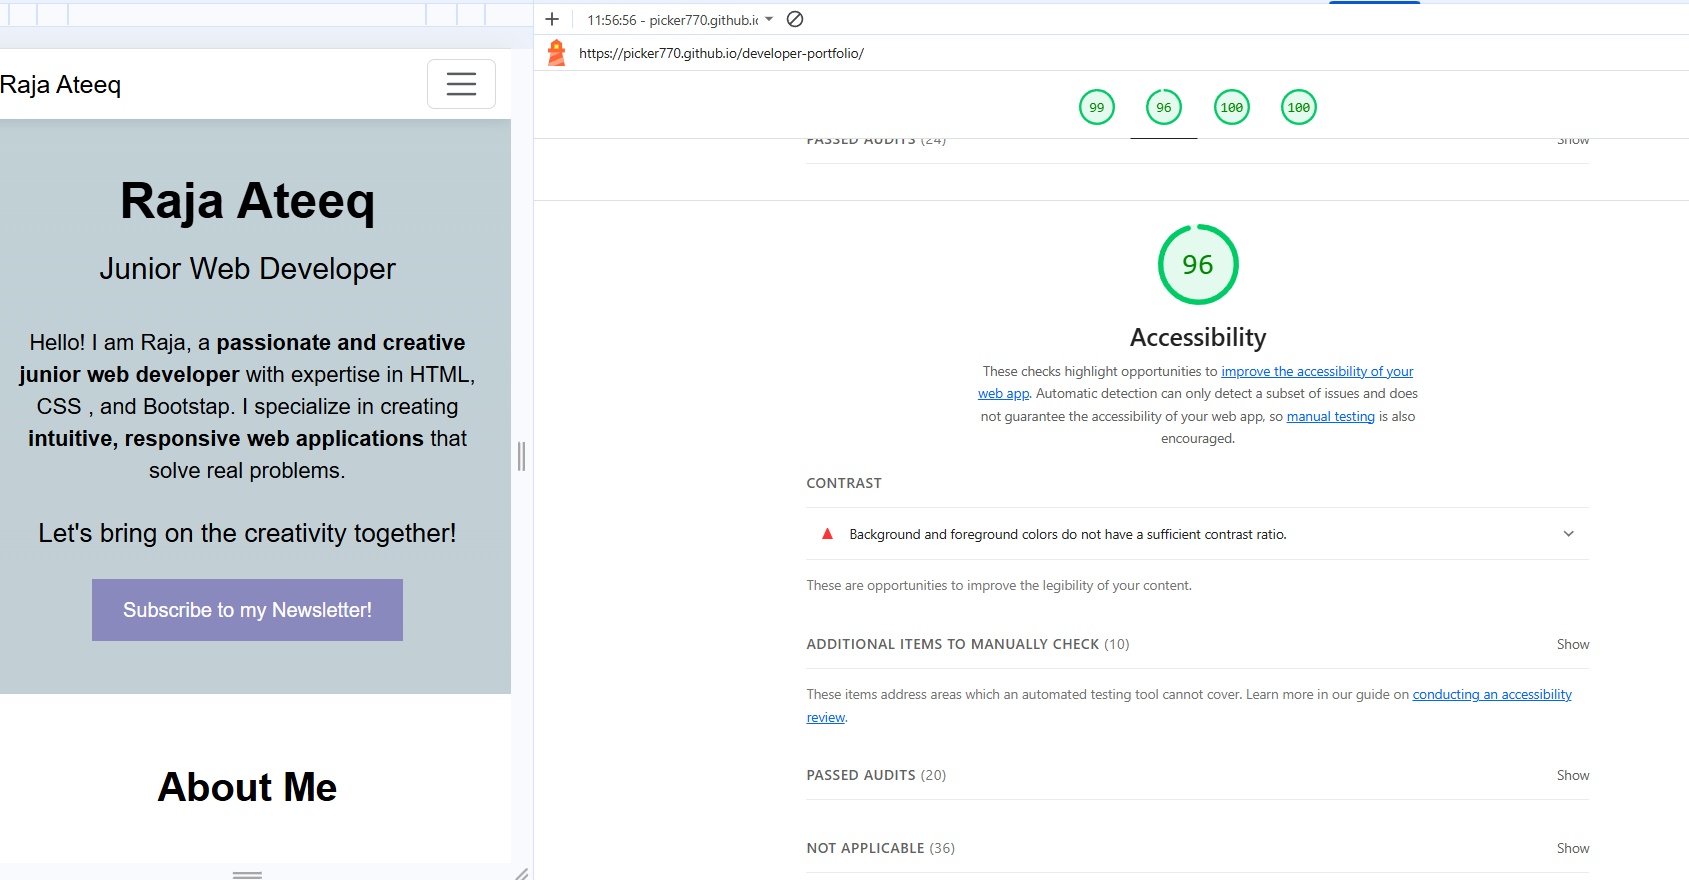 Raja Ateeq
Raja Ateeq
Junior Web Developer
Hello! I am Raja, a passionate and creative
junior web developer with expertise in HTML,
CSS , and Bootstap. I specialize in creating
intuitive, responsive web applications that
solve real problems.
Let's bring on the creativity together!
Subscribe to my Newsletter!
About Me
11:56:56 - picker770.github.ic
https://picker770.github.io/developer-portfolio/
99 96 100 100
PASSED AUDITS (24) Show
96
Accessibility
These checks highlight opportunities to improve the accessibility of your
web app. Automatic detection can only detect a subset of issues and does
not guarantee the accessibility of your web app, so manual testing is also
encouraged.
CONTRAST
Background and foreground colors do not have a sufficient contrast ratio.
These are opportunities to improve the legibility of your content.
ADDITIONAL ITEMS TO MANUALLY CHECK (10) Show
These items address areas which an automated testing tool cannot cover. Learn more in our guide on conducting an accessibility
review.
PASSED AUDITS (20) Show
NOT APPLICABLE (36) Show